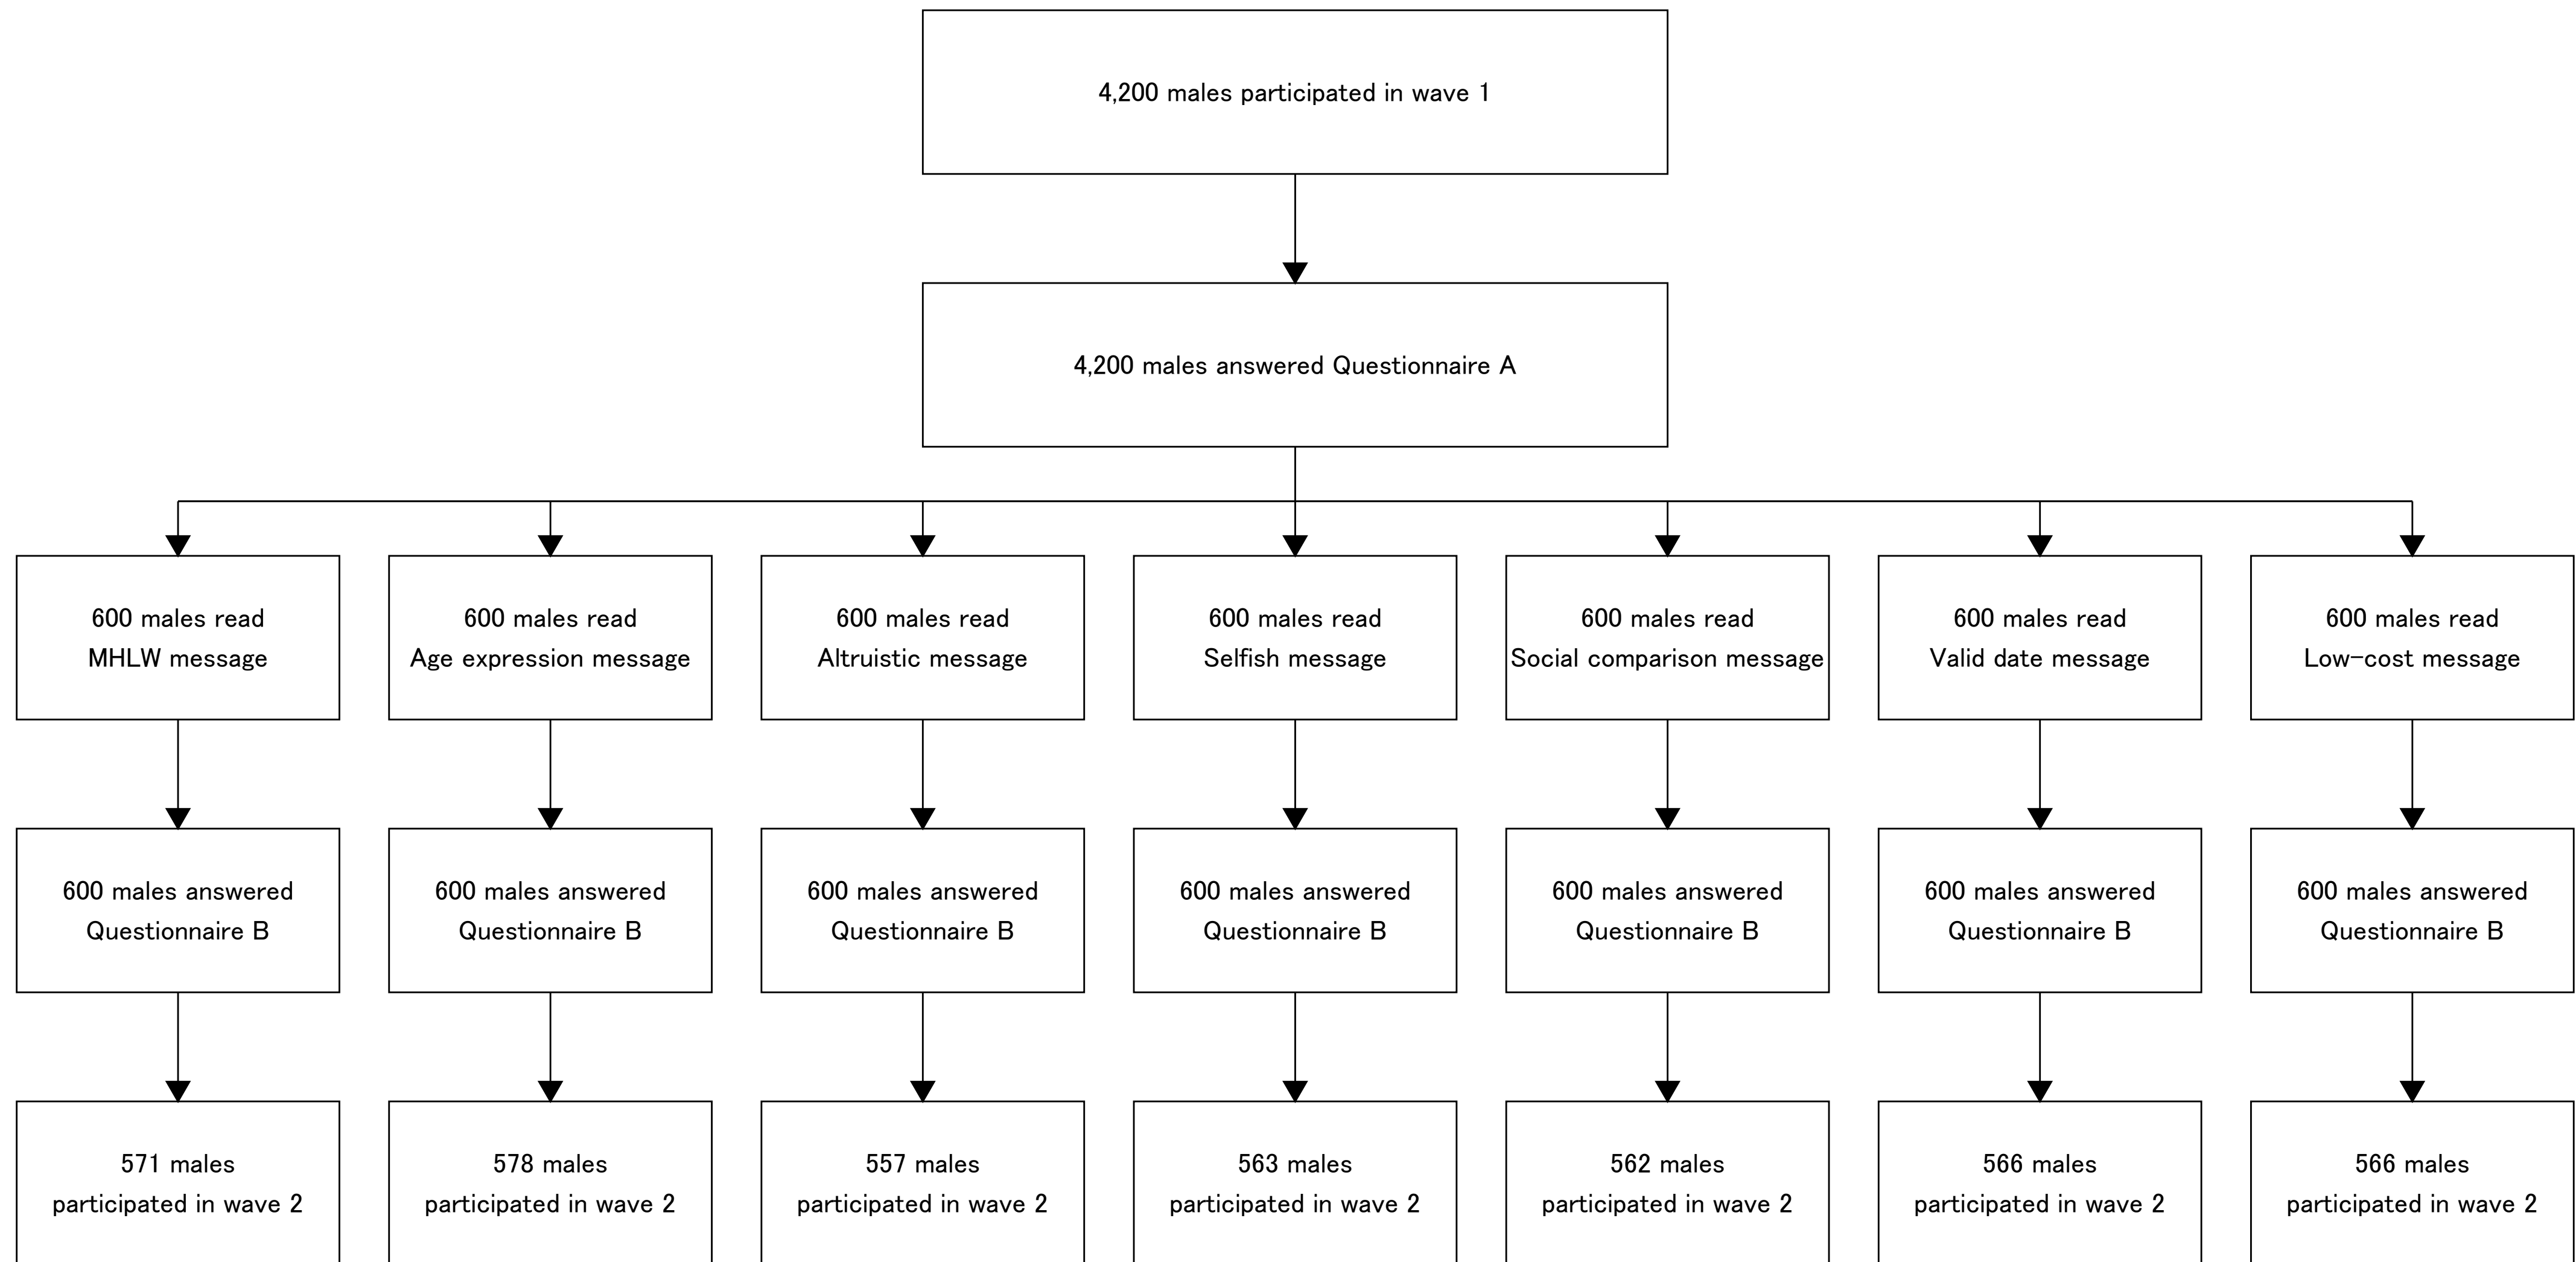 4,200 males participated in wave 1
4,200 males answered Questionnaire A
600 males read
MHLW message
600 males read
Age expression message
600 males read
Altruistic message
600 males read
Selfish message
600 males read
Social comparison message
600 males read
Valid date message
600 males read
Low-cost message
600 males answered
Questionnaire B
600 males answered
Questionnaire B
600 males answered
Questionnaire B
600 males answered
Questionnaire B
600 males answered
Questionnaire B
600 males answered
Questionnaire B
600 males answered
Questionnaire B
571 males
participated in wave 2
578 males
participated in wave 2
557 males
participated in wave 2
563 males
participated in wave 2
562 males
participated in wave 2
566 males
participated in wave 2
566 males
participated in wave 2